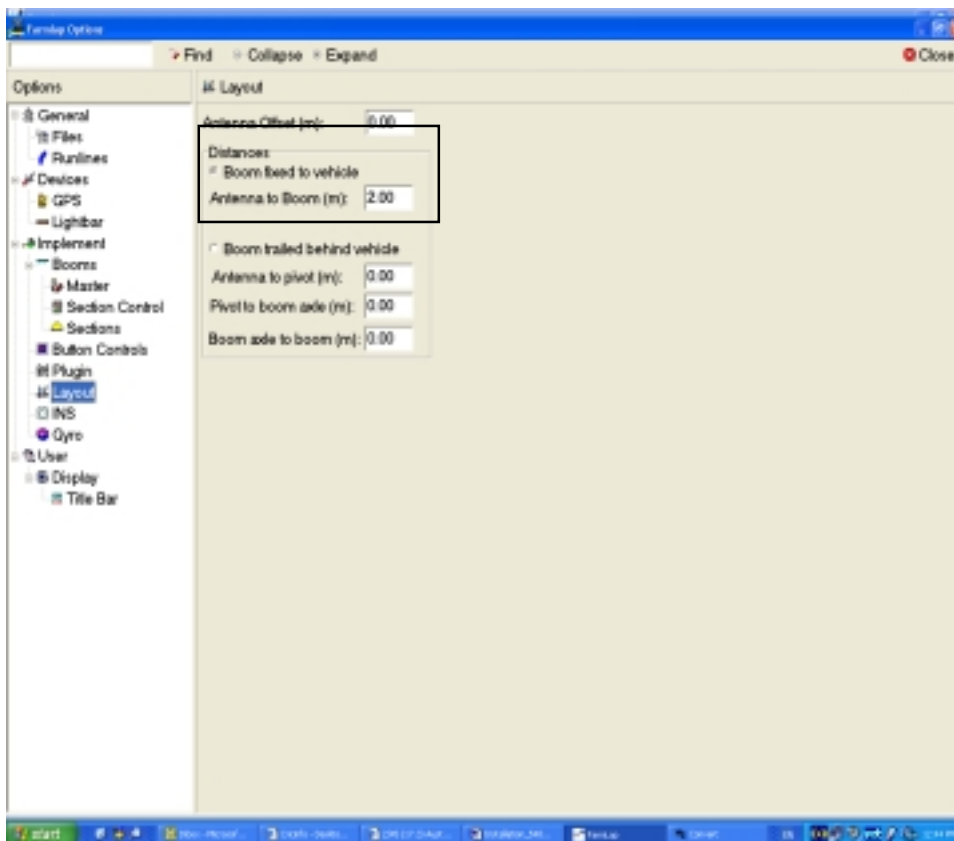 Farmlap Options
Find Collapse Expand Close
Options
Layout
General
Files
Runlines
Devices
GPS
Lightbar
Implement
Booms
Master
Section Control
Sections
Button Controls
Plugin
Layout
INS
Gyro
User
Display
Title Bar
Antenna Offset (m): 0.00
Distances
Boom fixed to vehicle
Antenna to Boom (m): 2.00
Boom trailed behind vehicle
Antenna to pivot (m): 0.00
Pivot to boom axle (m): 0.00
Boom axle to boom (m): 0.00
start